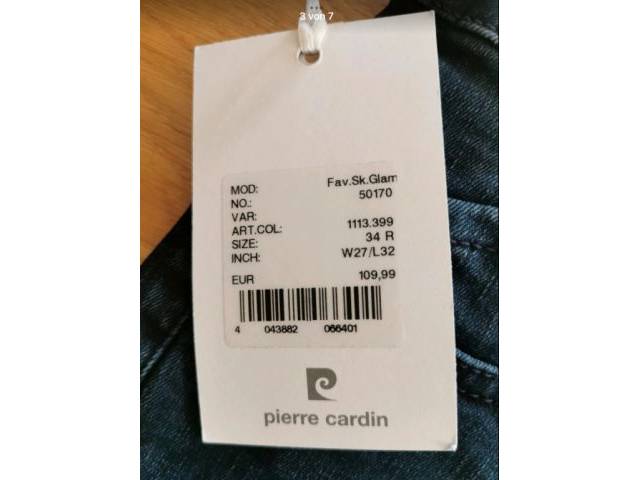 3 von 7
MOD: Fav.Sk.Glam
NO.: 50170
VAR:
ART.COL: 1113.399
SIZE: 34 R
INCH: W27/L32
EUR 109,99
4 043882 066401
pierre cardin